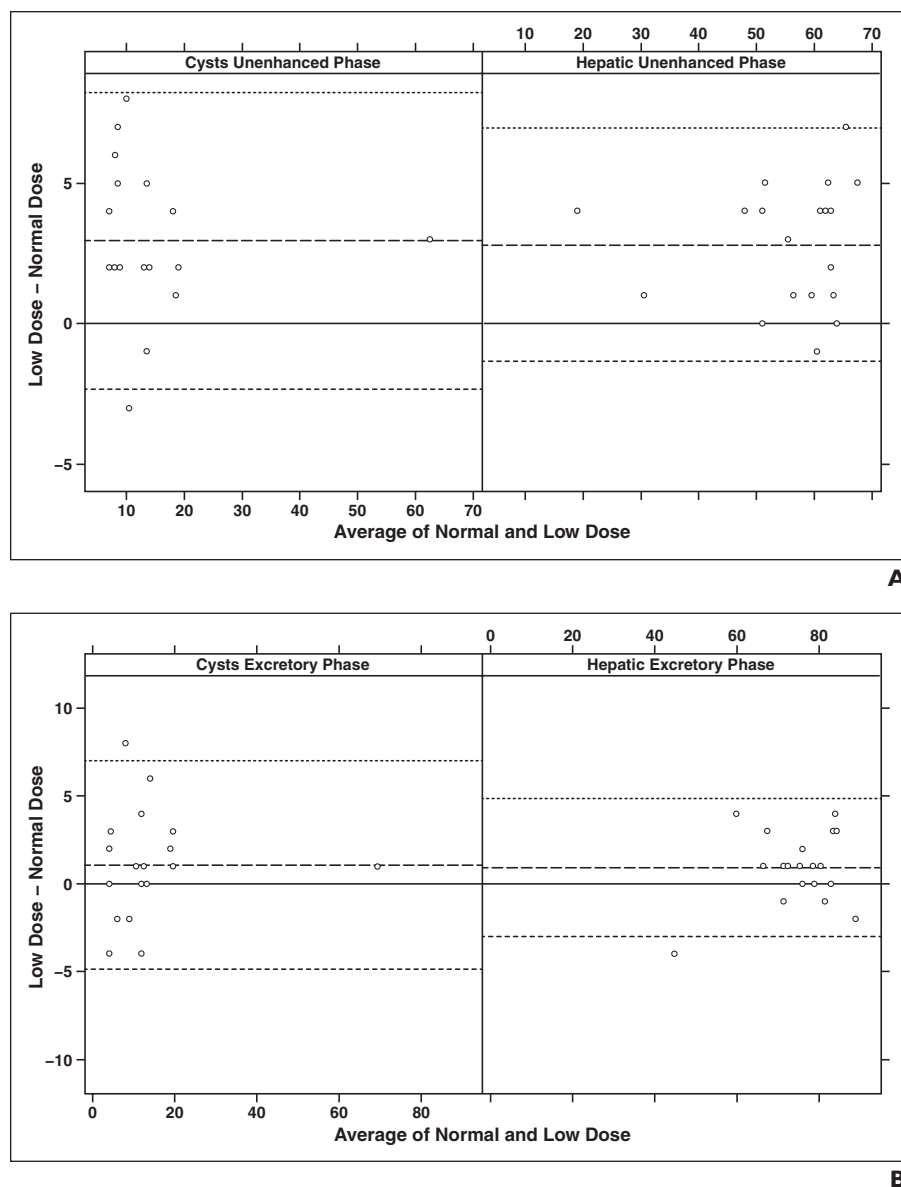 10 20 30 40 50 60 70
Cysts Unenhanced Phase Hepatic Unenhanced Phase
5
0
−5
Low Dose – Normal Dose
10 20 30 40 50 60 70
Average of Normal and Low Dose
A
0 20 40 60 80
Cysts Excretory Phase Hepatic Excretory Phase
10
5
0
−5
−10
Low Dose – Normal Dose
0 20 40 60 80
Average of Normal and Low Dose
B